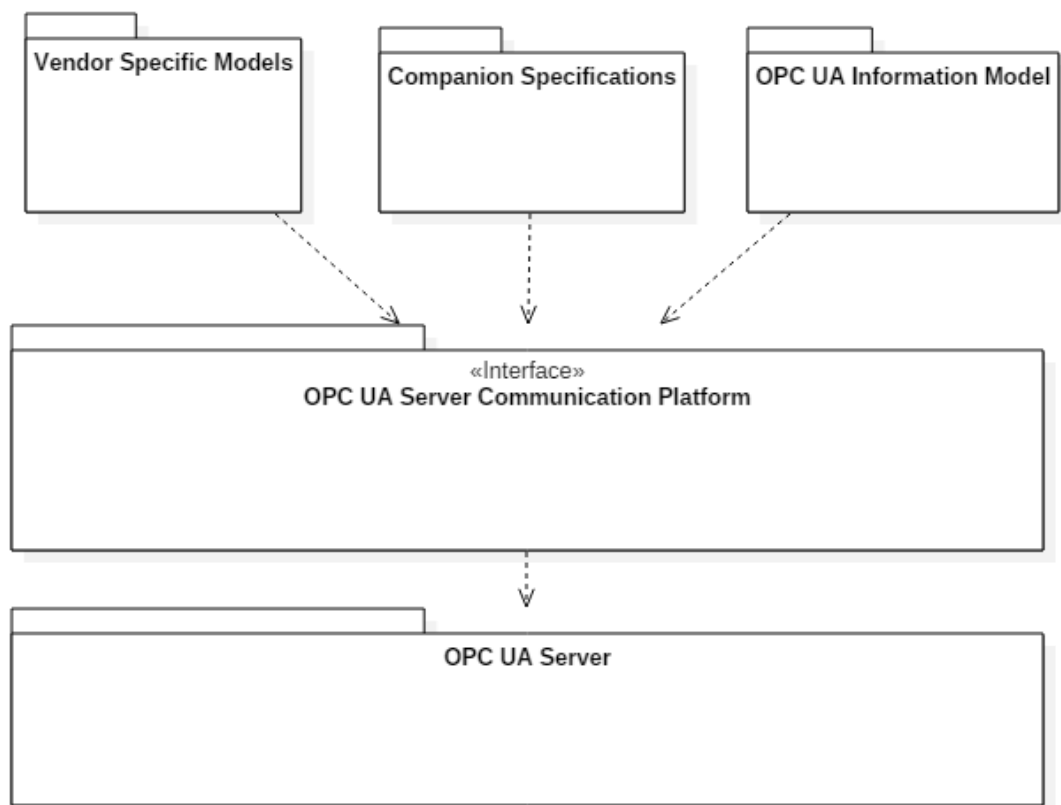 Vendor Specific Models
Companion Specifications
OPC UA Information Model
«Interface»
OPC UA Server Communication Platform
OPC UA Server